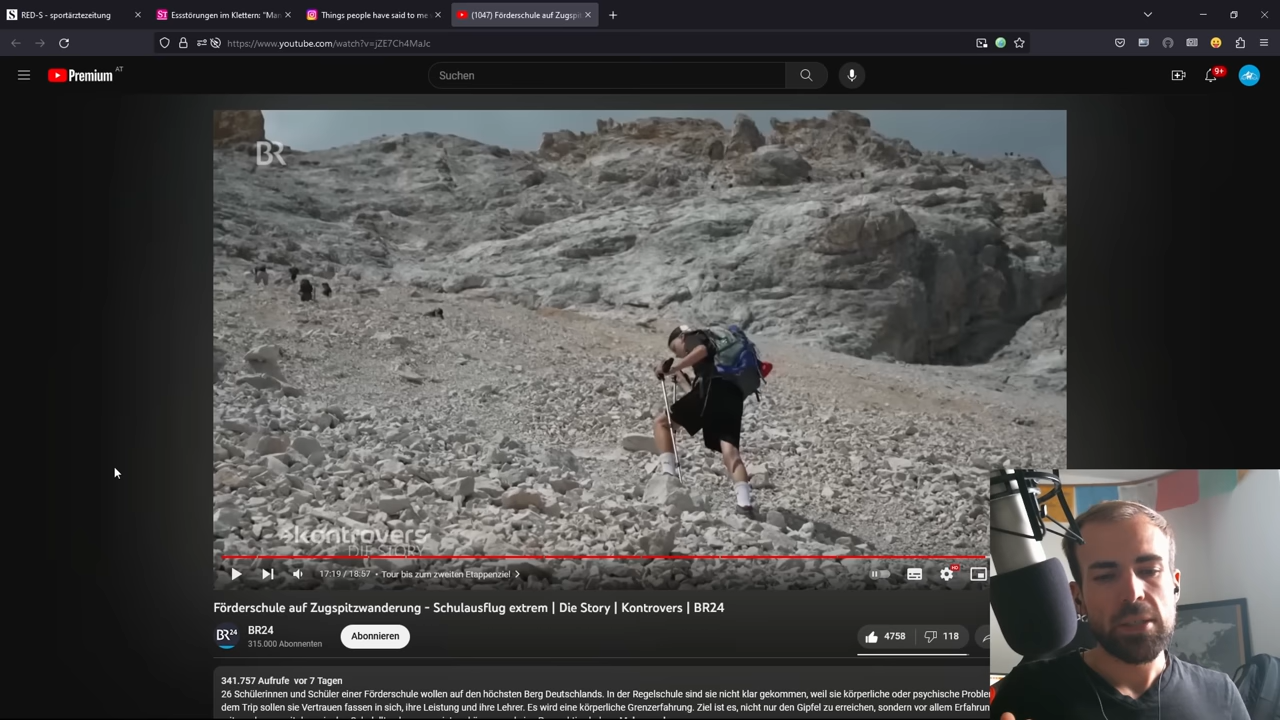 RED-S - sportärztezeitung
Essstörungen im Klettern: "Man
Things people have said to me
(1047) Förderschule auf Zugspi
https://www.youtube.com/watch?v=jZE7Ch4MaJc
Premium AT
Suchen
9+
BR
kontrovers
DIE STORY
17:19 / 18:57 • Tour bis zum zweiten Etappenziel
HD
Förderschule auf Zugspitzwanderung - Schulausflug extrem | Die Story | Kontrovers | BR24
BR24
BR24
315.000 Abonnenten
Abonnieren
4758
118
341.757 Aufrufe vor 7 Tagen
26 Schülerinnen und Schüler einer Förderschule wollen auf den höchsten Berg Deutschlands. In der Regelschule sind sie nicht klar gekommen, weil sie körperliche oder psychische Proble
dem Trip sollen sie Vertrauen fassen in sich, ihre Leistung und ihre Lehrer. Es wird eine körperliche Grenzerfahrung. Ziel ist es, nicht nur den Gipfel zu erreichen, sondern vor allem Erfahrun